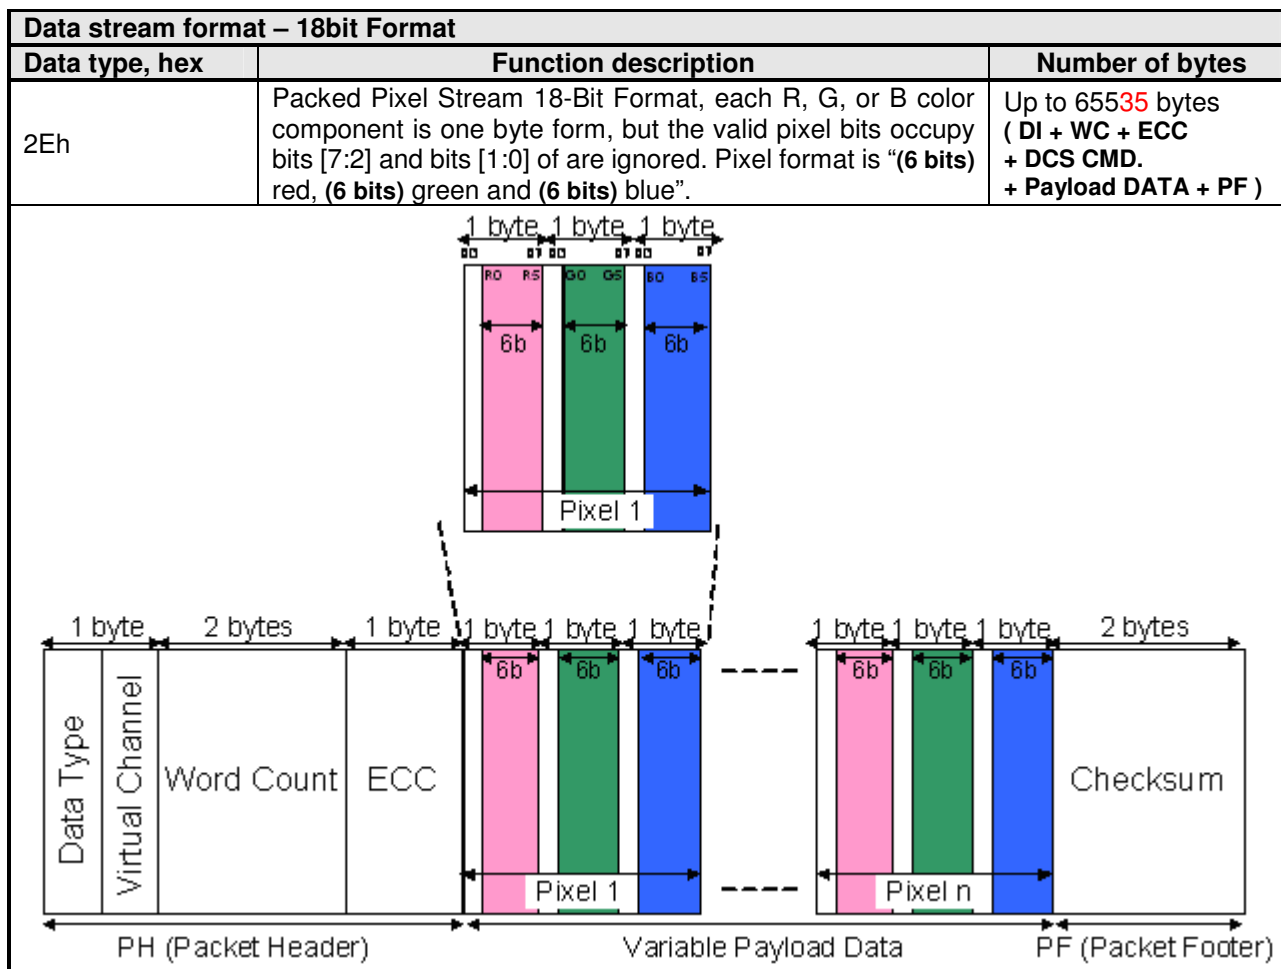 Data stream format – 18bit Format
Data type, hex Function description Number of bytes
2Eh
Packed Pixel Stream 18-Bit Format, each R, G, or B color
component is one byte form, but the valid pixel bits occupy
bits [7:2] and bits [1:0] of are ignored. Pixel format is “(6 bits)
red, (6 bits) green and (6 bits) blue”.
Up to 65535 bytes
( DI + WC + ECC
+ DCS CMD.
+ Payload DATA + PF )
1 byte 1 byte 1 byte
R0 R5 G0 G5 B0 B5
6b 6b 6b
Pixel 1
1 byte 2 bytes 1 byte 1 byte 1 byte 1 byte 1 byte 1 byte 1 byte 2 bytes
6b 6b 6b 6b 6b 6b
Data Type
Virtual Channel
Word Count
ECC
Checksum
Pixel 1 Pixel n
PH (Packet Header) Variable Payload Data PF (Packet Footer)